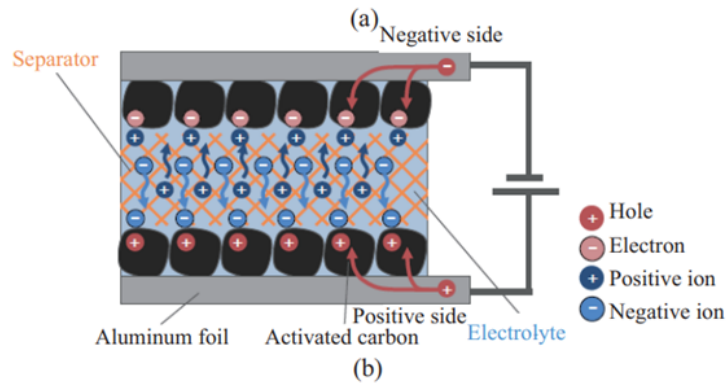 (a)
Negative side
Separator
Hole
Electron
Positive ion
Negative ion
Positive side
Aluminum foil
Activated carbon
Electrolyte
(b)